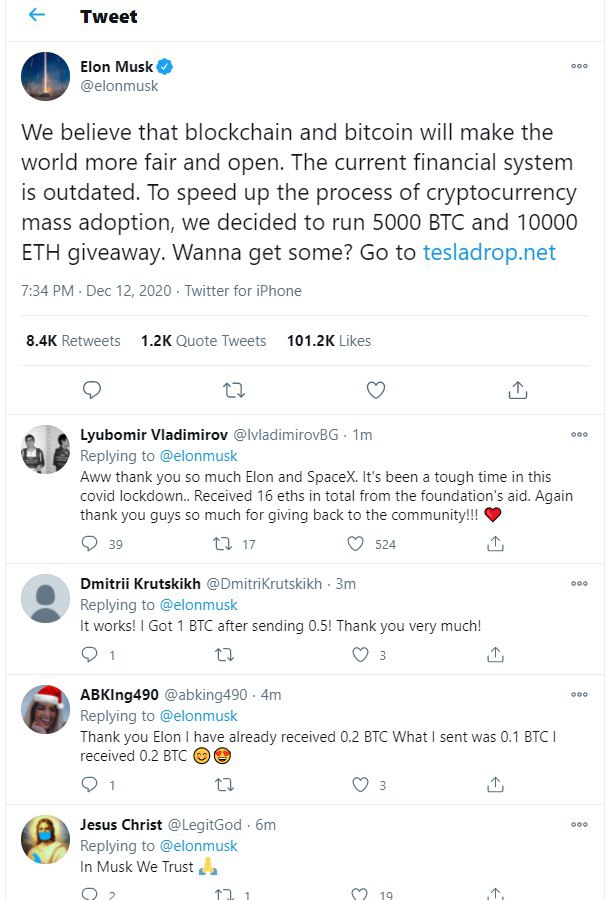 Tweet
Elon Musk
@elonmusk
We believe that blockchain and bitcoin will make the
world more fair and open. The current financial system
is outdated. To speed up the process of cryptocurrency
mass adoption, we decided to run 5000 BTC and 10000
ETH giveaway. Wanna get some? Go to tesladrop.net
7:34 PM · Dec 12, 2020 · Twitter for iPhone
8.4K Retweets 1.2K Quote Tweets 101.2K Likes
Lyubomir Vladimirov @lvladimirovBG · 1m
Replying to @elonmusk
Aww thank you so much Elon and SpaceX. It's been a tough time in this
covid lockdown.. Received 16 eths in total from the foundation's aid. Again
thank you guys so much for giving back to the community!!! ❤️
39 17 524
Dmitrii Krutskikh @DmitriKrutskikh · 3m
Replying to @elonmusk
It works! I Got 1 BTC after sending 0.5! Thank you very much!
1 3
ABKIng490 @abking490 · 4m
Replying to @elonmusk
Thank you Elon I have already received 0.2 BTC What I sent was 0.1 BTC I
received 0.2 BTC 😊😍
1 3
Jesus Christ @LegitGod · 6m
Replying to @elonmusk
In Musk We Trust 🙏
2 1 19